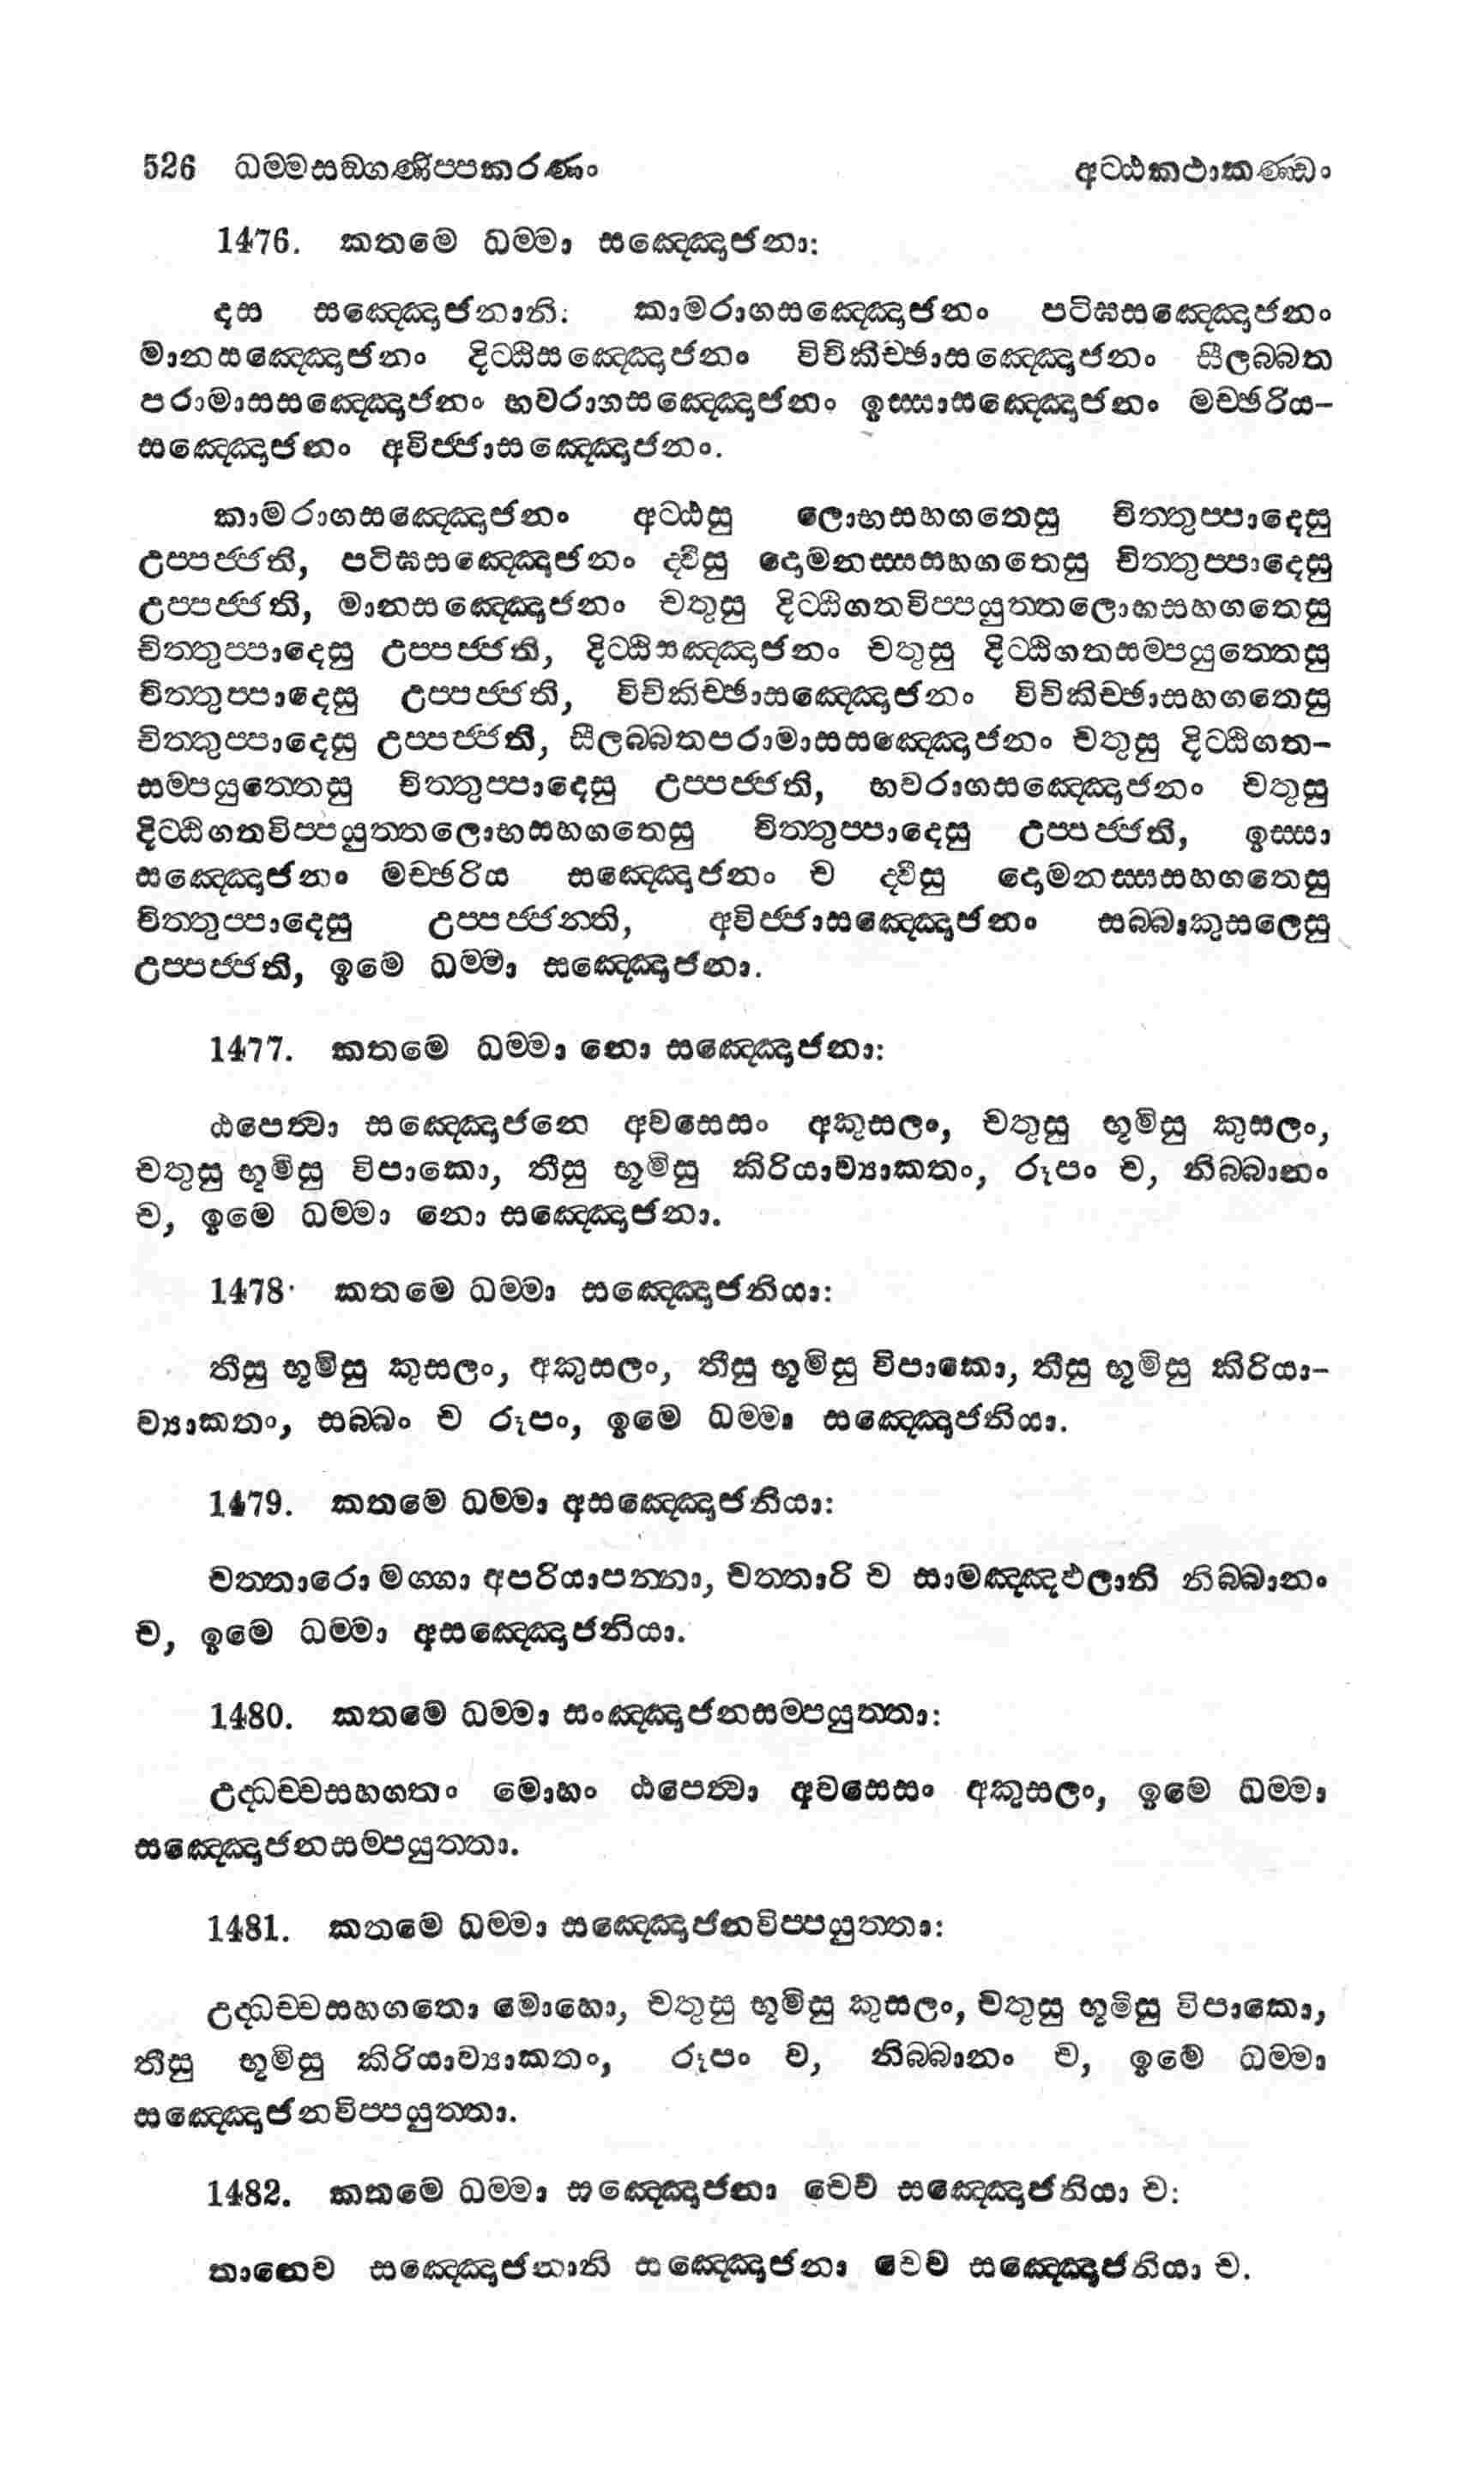 526 ධම්මසඞ්ගණිප්පකරණං අට්ඨකථාකණ්ඩං
1476. කතමෙ ධම්මා සඤ්ඤොජනා:
දස සඤ්ඤොජනානි: කාමරාගසඤ්ඤොජනං පටිඝසඤ්ඤොජනං
මානසඤ්ඤොජනං දිට්ඨිසඤ්ඤොජනං විචිකිච්ඡාසඤ්ඤොජනං සීලබ්බත
පරාමාසසඤ්ඤොජනං භවරාගසඤ්ඤොජනං ඉස්සාසඤ්ඤොජනං මච්ඡරිය-
සඤ්ඤොජනං අවිජ්ජාසඤ්ඤොජනං.
කාමරාගසඤ්ඤොජනං අට්ඨසු ලොභසහගතෙසු චිත්තුප්පාදෙසු
උප්පජ්ජති, පටිඝසඤ්ඤොජනං ද්වීසු දොමනස්සසහගතෙසු චිත්තුප්පාදෙසු
උප්පජ්ජති, මානසඤ්ඤොජනං චතුසු දිට්ඨිගතවිප්පයුත්තලොභසහගතෙසු
චිත්තුප්පාදෙසු උප්පජ්ජති, දිට්ඨිසඤ්ඤාජනං චතුසු දිට්ඨිගතසම්පයුත්තෙසු
චිත්තුප්පාදෙසු උප්පජ්ජති, විචිකිච්ඡාසඤ්ඤොජනං විචිකිච්ඡාසහගතෙසු
චිත්තුප්පාදෙසු උප්පජ්ජති, සීලබ්බතපරාමාසසඤ්ඤොජනං චතුසු දිට්ඨිගත-
සම්පයුත්තෙසු චිත්තුප්පාදෙසු උප්පජ්ජති, භවරාගසඤ්ඤොජනං චතුසු
දිට්ඨිගතවිප්පයුත්තලොභසහගතෙසු චිත්තුප්පාදෙසු උප්පජ්ජති, ඉස්සා
සඤ්ඤොජනං මච්ඡරිය සඤ්ඤොජනං ච ද්වීසු දොමනස්සසහගතෙසු
චිත්තුප්පාදෙසු උප්පජ්ජන්ති, අවිජ්ජාසඤ්ඤොජනං සබ්බාකුසලෙසු
උප්පජ්ජති, ඉමෙ ධම්මා සඤ්ඤොජනා.
1477. කතමෙ ධම්මා නො සඤ්ඤොජනා:
ඨපෙත්වා සඤ්ඤොජනෙ අවසෙසං අකුසලං, චතුසු භූමිසු කුසලං,
චතුසු භූමිසු විපාකො, තීසු භූමිසු කිරියාව්‍යාකතං, රූපං ච, නිබ්බානං
ච, ඉමෙ ධම්මා නො සඤ්ඤොජනා.
1478· කතමෙ ධම්මා සඤ්ඤොජනියා:
තීසු භූමිසු කුසලං, අකුසලං, තීසු භූමිසු විපාකො, තීසු භූමිසු කිරියා-
ව්‍යාකතං, සබ්බං ච රූපං, ඉමෙ ධම්මා සඤ්ඤොජනියා.
1479. කතමෙ ධම්මා අසඤ්ඤොජනියා:
චත්තාරො මග්ගා අපරියාපන්නා, චත්තාරි ච සාමඤ්ඤඵලානි නිබ්බානං
ච, ඉමෙ ධම්මා අසඤ්ඤොජනියා.
1480. කතමෙ ධම්මා සංඤ්ඤාජනසම්පයුත්තා:
උද්ධච්චසහගතං මොහං ඨපෙත්වා අවසෙසං අකුසලං, ඉමෙ ධම්මා
සඤ්ඤොජනසම්පයුත්තා.
1481. කතමෙ ධම්මා සඤ්ඤොජනවිප්පයුත්තා:
උද්ධච්චසහගතො මොහො, චතුසු භූමිසු කුසලං, චතුසු භූමිසු විපාකො,
තීසු භූමිසු කිරියාව්‍යාකතං, රූපං ච, නිබ්බානං ච, ඉමෙ ධම්මා
සඤ්ඤොජනවිප්පයුත්තා.
1482. කතමෙ ධම්මා සඤ්ඤොජනා චෙව සඤ්ඤොජනියා ච:
තානෙව සඤ්ඤොජනානි සඤ්ඤොජනා චෙව සඤ්ඤොජනියා ච.